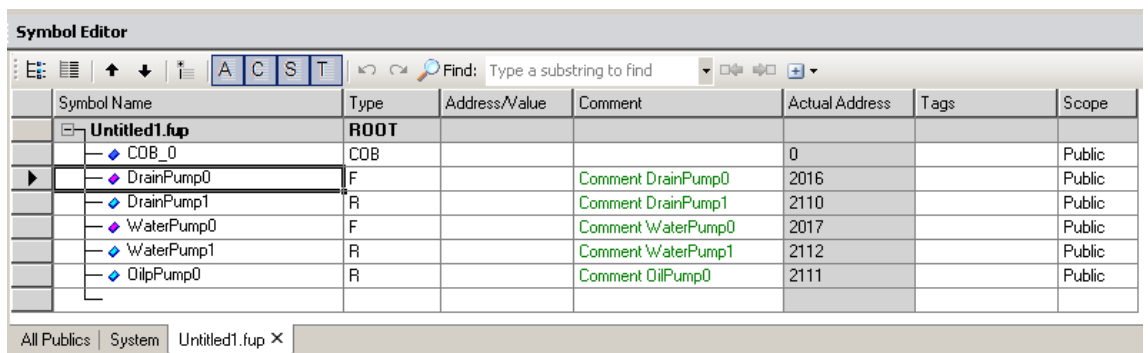 Symbol Editor
A C S T Find: Type a substring to find
Symbol Name Type Address/Value Comment Actual Address Tags Scope
Untitled1.fup ROOT
COB_0 COB 0 Public
DrainPump0 F Comment DrainPump0 2016 Public
DrainPump1 R Comment DrainPump1 2110 Public
WaterPump0 F Comment WaterPump0 2017 Public
WaterPump1 R Comment WaterPump1 2112 Public
OilpPump0 R Comment OilPump0 2111 Public
All Publics System Untitled1.fup